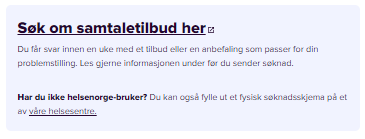 Søk om samtaletilbud her
Du får svar innen en uke med et tilbud eller en anbefaling som passer for din
problemstilling. Les gjerne informasjonen under før du sender søknad.
Har du ikke helsenorge-bruker? Du kan også fylle ut et fysisk søknadsskjema på et
av våre helsesentre.